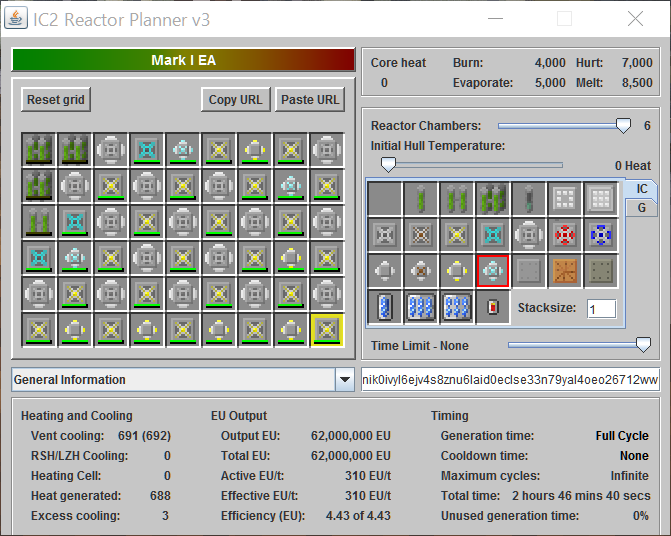 IC2 Reactor Planner v3
Mark I EA
Core heat Burn: 4,000 Hurt: 7,000
0 Evaporate: 5,000 Melt: 8,500
Reset grid Copy URL Paste URL
Reactor Chambers: 6
Initial Hull Temperature:
0 Heat
IC
G
Stacksize: 1
Time Limit - None
General Information
nik0ivyl6ejv4s8znu6laid0eclse33n79yal4oeo26712ww
Heating and Cooling EU Output Timing
Vent cooling: 691 (692) Output EU: 62,000,000 EU Generation time: Full Cycle
RSH/LZH Cooling: 0 Total EU: 62,000,000 EU Cooldown time: None
Heating Cell: 0 Active EU/t: 310 EU/t Maximum cycles: Infinite
Heat generated: 688 Effective EU/t: 310 EU/t Total time: 2 hours 46 mins 40 secs
Excess cooling: 3 Efficiency (EU): 4.43 of 4.43 Unused generation time: 0%